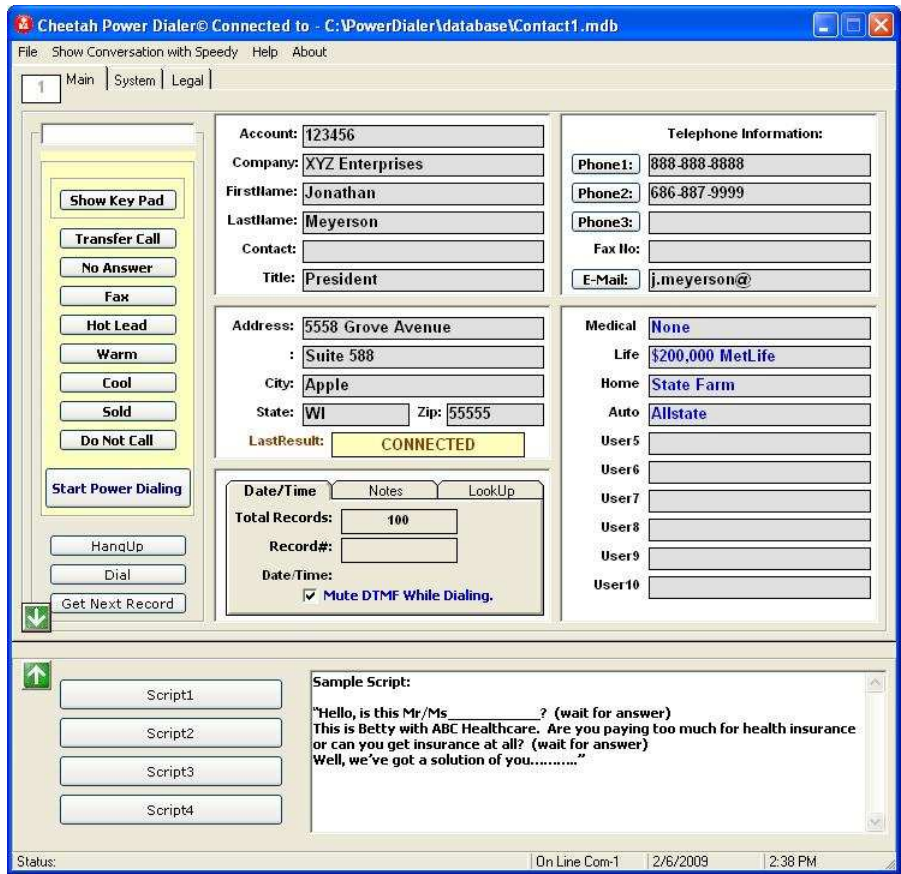 Cheetah Power Dialer© Connected to - C:\PowerDialer\database\Contact1.mdb
File Show Conversation with Speedy Help About
1 Main System Legal
Show Key Pad
Transfer Call
No Answer
Fax
Hot Lead
Warm
Cool
Sold
Do Not Call
Start Power Dialing
HangUp
Dial
Get Next Record
Account: 123456
Company: XYZ Enterprises
FirstName: Jonathan
LastName: Meyerson
Contact:
Title: President
Telephone Information:
Phone1: 888-888-8888
Phone2: 686-887-9999
Phone3:
Fax No:
E-Mail: j.meyerson@
Address: 5558 Grove Avenue
: Suite 588
City: Apple
State: WI Zip: 55555
LastResult: CONNECTED
Medical None
Life $200,000 MetLife
Home State Farm
Auto Allstate
User5
User6
User7
User8
User9
User10
Date/Time Notes LookUp
Total Records: 100
Record#:
Date/Time:
Mute DTMF While Dialing.
Script1
Script2
Script3
Script4
Sample Script:
"Hello, is this Mr/Ms__________? (wait for answer)
This is Betty with ABC Healthcare. Are you paying too much for health insurance
or can you get insurance at all? (wait for answer)
Well, we've got a solution of you..........."
Status: On Line Com-1 2/6/2009 2:38 PM